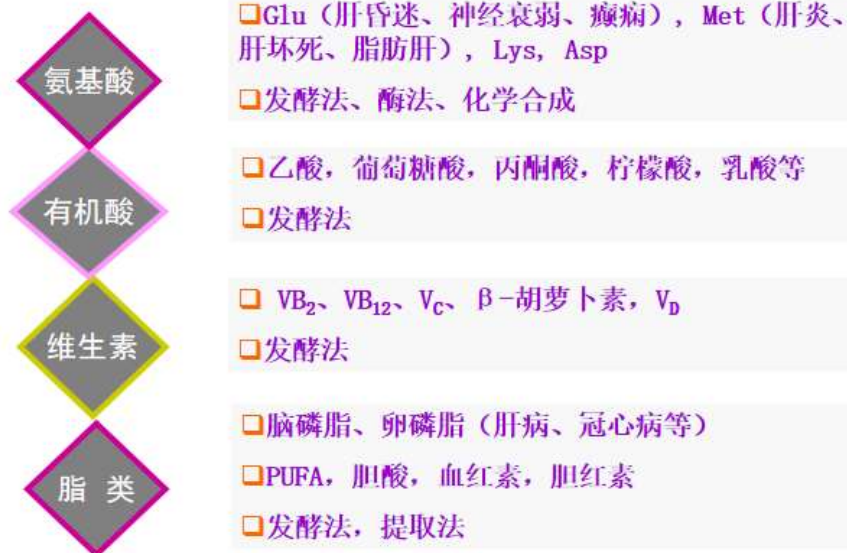 氨基酸
❑Glu（肝昏迷、神经衰弱、癫痫）, Met（肝炎、
肝坏死、脂肪肝）, Lys, Asp
❑发酵法、酶法、化学合成
有机酸
❑乙酸，葡萄糖酸，丙酮酸，柠檬酸，乳酸等
❑发酵法
维生素
❑ VB₂、VB₁₂、V_C、β-胡萝卜素，V_D
❑发酵法
脂 类
❑脑磷脂、卵磷脂（肝病、冠心病等）
❑PUFA，胆酸，血红素，胆红素
❑发酵法，提取法